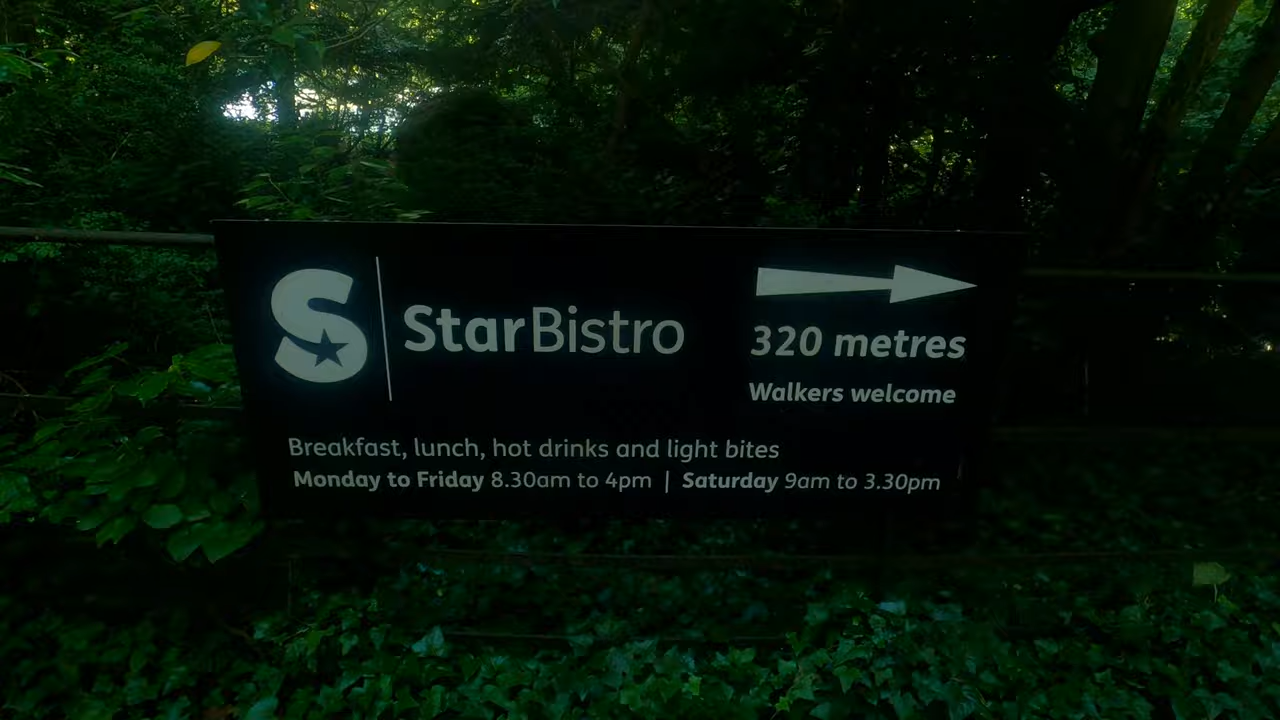 S
StarBistro
320 metres
Walkers welcome
Breakfast, lunch, hot drinks and light bites
Monday to Friday 8.30am to 4pm | Saturday 9am to 3.30pm